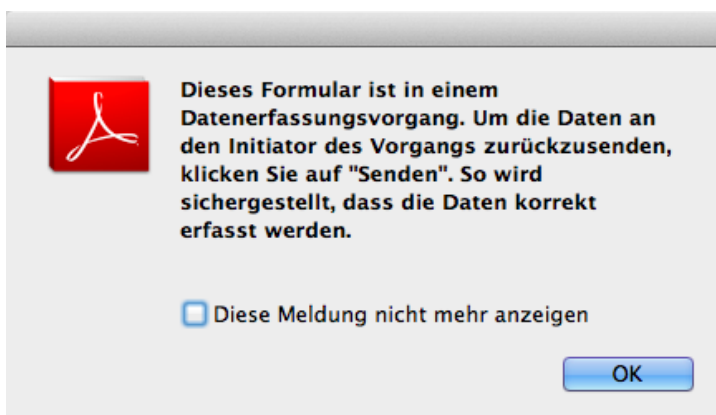 Dieses Formular ist in einem
Datenerfassungsvorgang. Um die Daten an
den Initiator des Vorgangs zurückzusenden,
klicken Sie auf "Senden". So wird
sichergestellt, dass die Daten korrekt
erfasst werden.
Diese Meldung nicht mehr anzeigen
OK